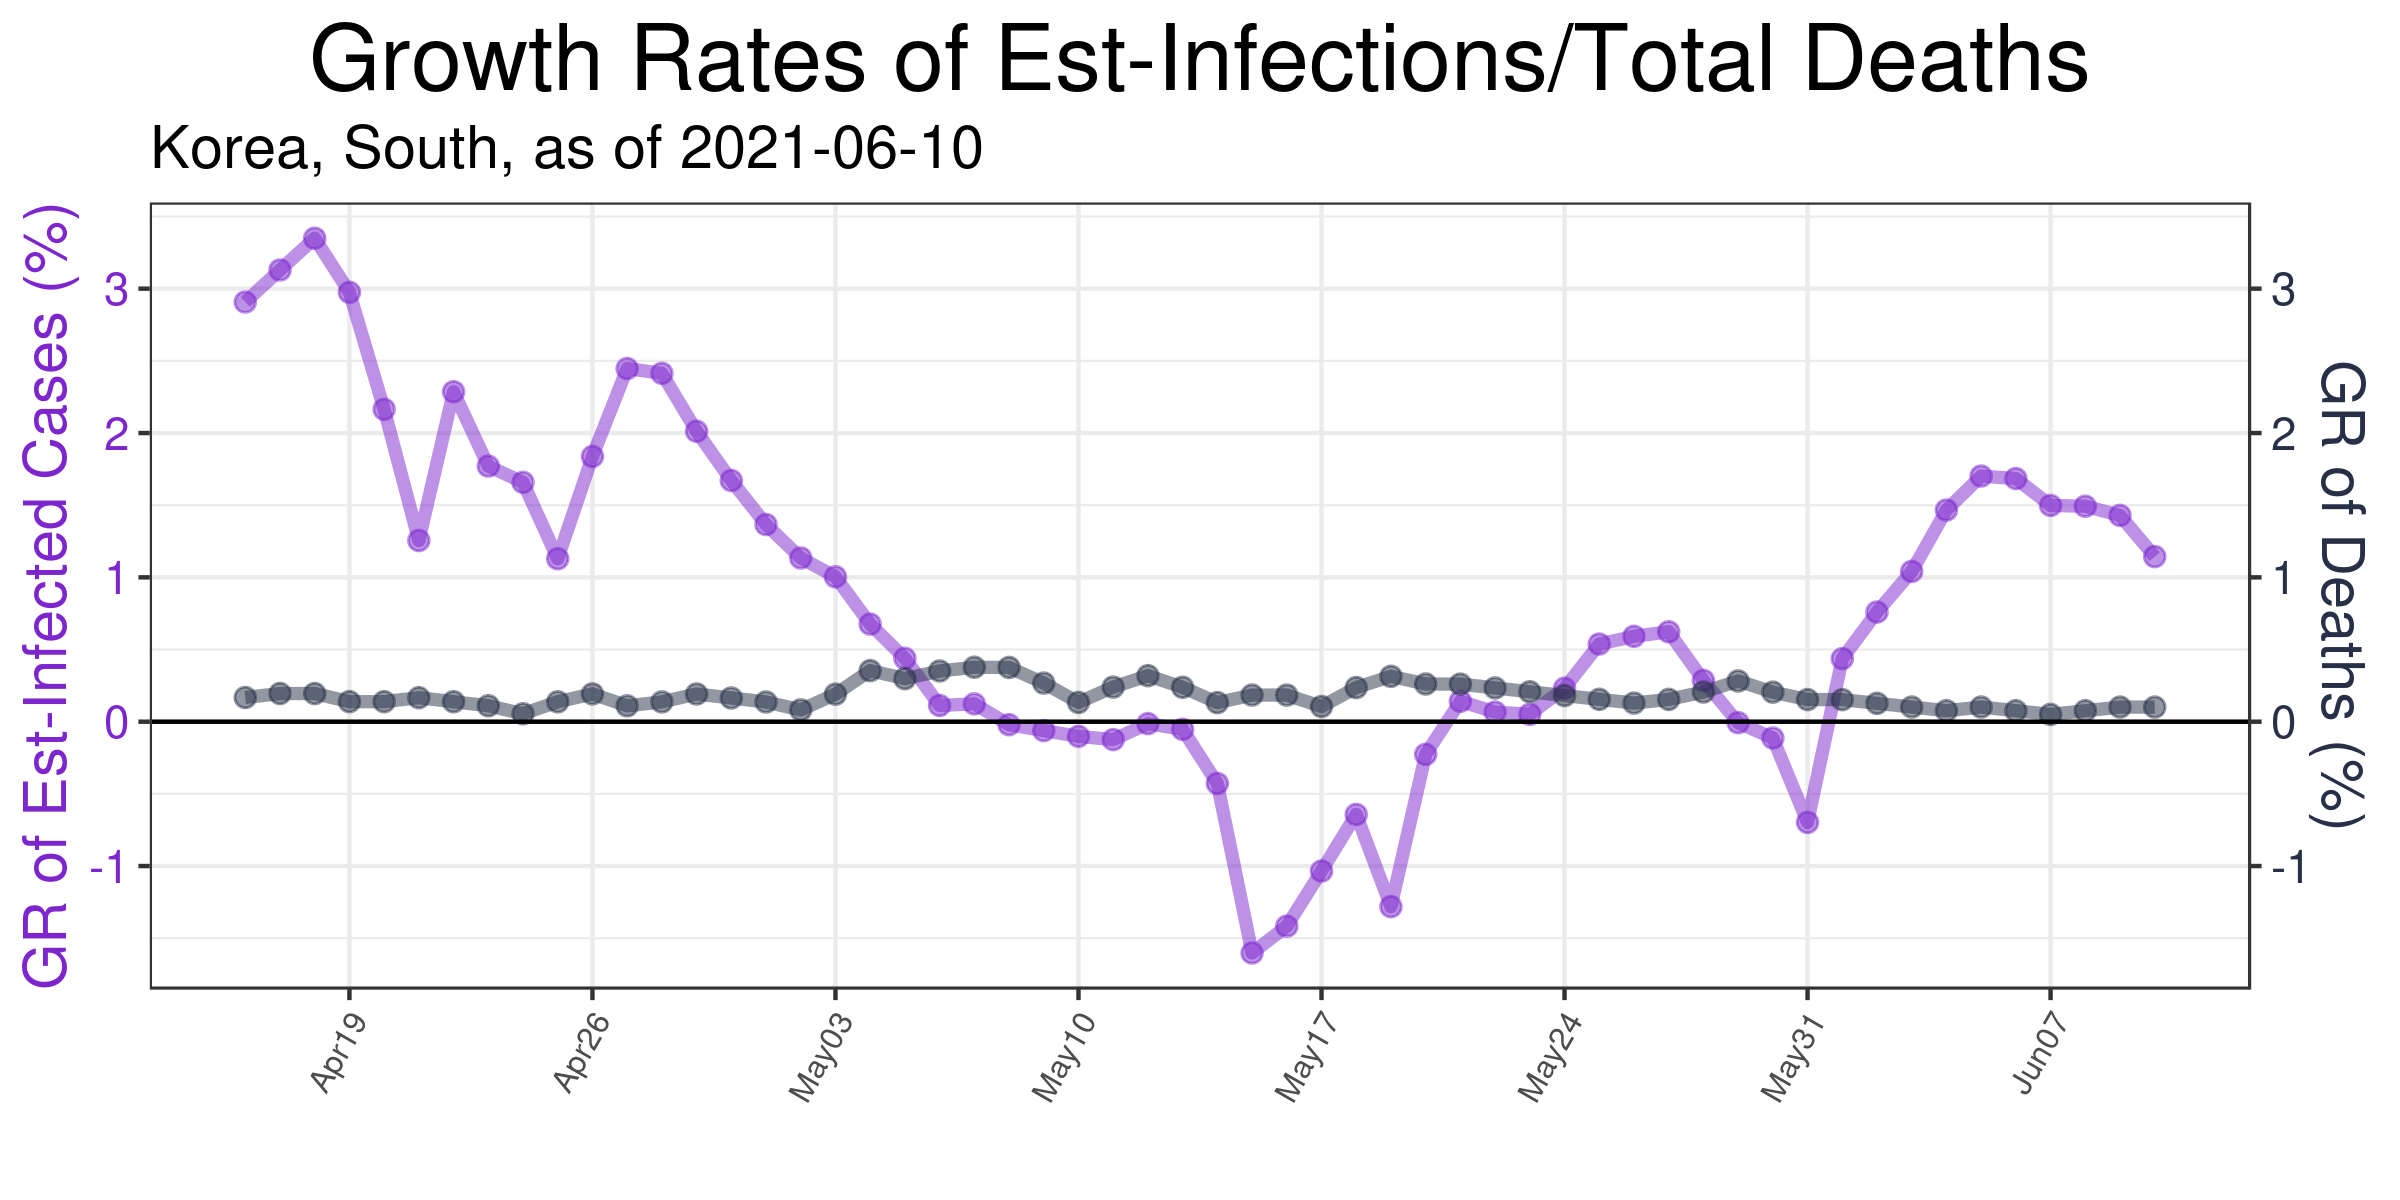 Growth Rates of Est-Infections/Total Deaths
Korea, South, as of 2021-06-10
GR of Est-Infected Cases (%)
3
2
1
0
-1
3
2
1
0
-1
GR of Deaths (%)
Apr19
Apr26
May03
May10
May17
May24
May31
Jun07